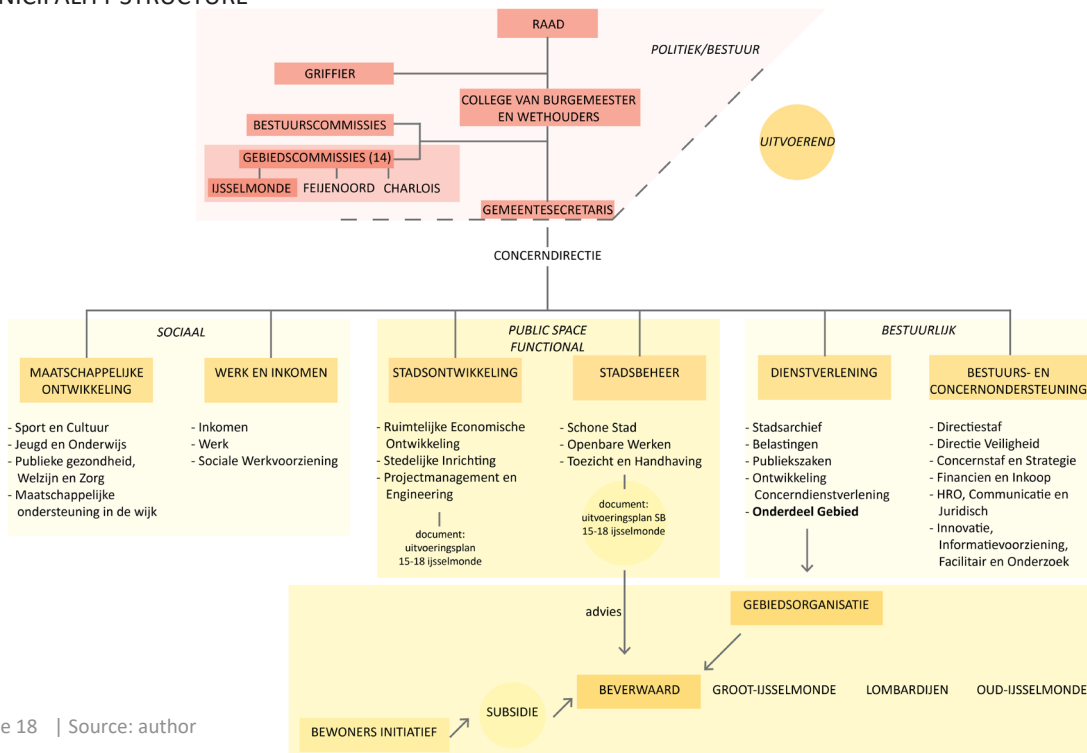 RAAD
POLITIEK/BESTUUR
GRIFFIER
COLLEGE VAN BURGEMEESTER
EN WETHOUDERS
BESTUURSCOMMISSIES
UITVOEREND
GEBIEDSCOMMISSIES (14)
IJSSELMONDE
FEIJENOORD
CHARLOIS
GEMEENTESECRETARIS
CONCERNDIRECTIE
SOCIAAL
MAATSCHAPPELIJKE
ONTWIKKELING
- Sport en Cultuur
- Jeugd en Onderwijs
- Publieke gezondheid,
Welzijn en Zorg
- Maatschappelijke
ondersteuning in de wijk
WERK EN INKOMEN
- Inkomen
- Werk
- Sociale Werkvoorziening
PUBLIC SPACE
FUNCTIONAL
STADSONTWIKKELING
- Ruimtelijke Economische
Ontwikkeling
- Stedelijke Inrichting
- Projectmanagement en
Engineering
document:
uitvoeringsplan
15-18 ijsselmonde
STADSBEHEER
- Schone Stad
- Openbare Werken
- Toezicht en Handhaving
document:
uitvoeringsplan SB
15-18 ijsselmonde
BESTUURLIJK
DIENSTVERLENING
- Stadsarchief
- Belastingen
- Publiekszaken
- Ontwikkeling
Concerndienstverlening
- Onderdeel Gebied
BESTUURS- EN
CONCERNONDERSTEUNING
- Directiestaf
- Directie Veiligheid
- Concernstaf en Strategie
- Financien en Inkoop
- HRO, Communicatie en
Juridisch
- Innovatie,
Informatievoorziening,
Facilitair en Onderzoek
advies
GEBIEDSORGANISATIE
BEVERWAARD
GROOT-IJSSELMONDE
LOMBARDIJEN
OUD-IJSSELMONDE
SUBSIDIE
BEWONERS INITIATIEF
e 18 | Source: author